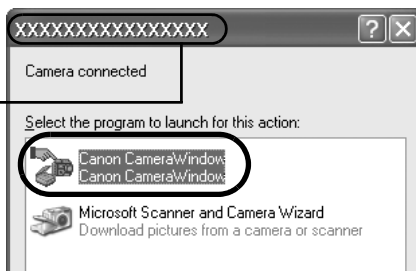 XXXXXXXXXXXXXXXX
Camera connected
Select the program to launch for this action:
Canon CameraWindow
Canon CameraWindow
Microsoft Scanner and Camera Wizard
Download pictures from a camera or scanner